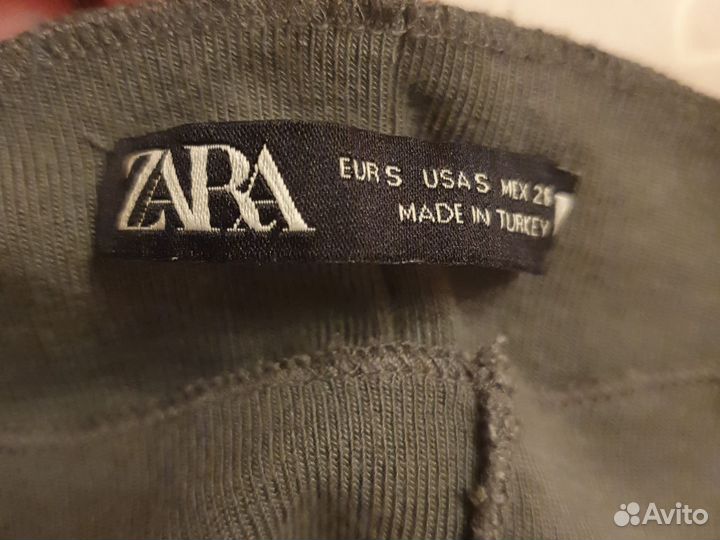 ZARA
EUR S USA S MEX 26
MADE IN TURKEY
Avito